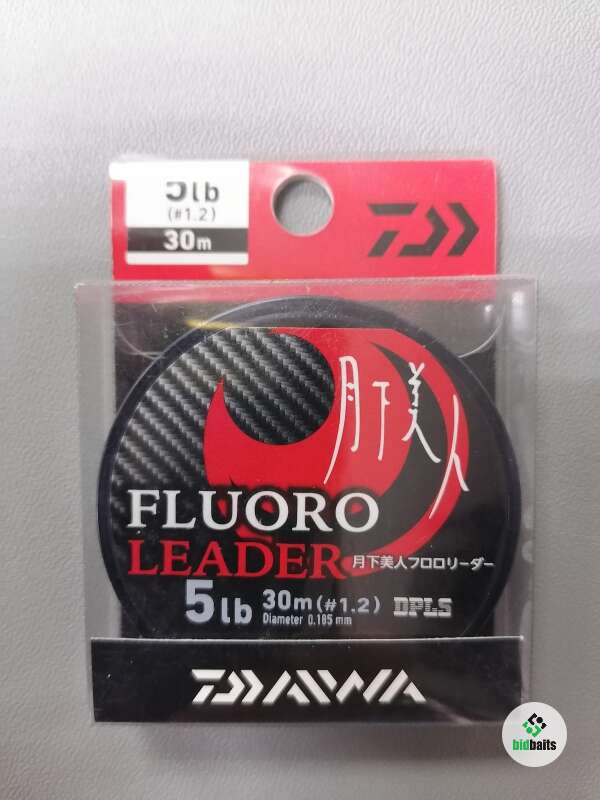 5lb
(#1.2)
30m
月下美人
FLUORO
LEADER
月下美人フロロリーダー
5lb 30m (#1.2) DPLS
Diameter 0.185 mm
DAIWA
bidbaits